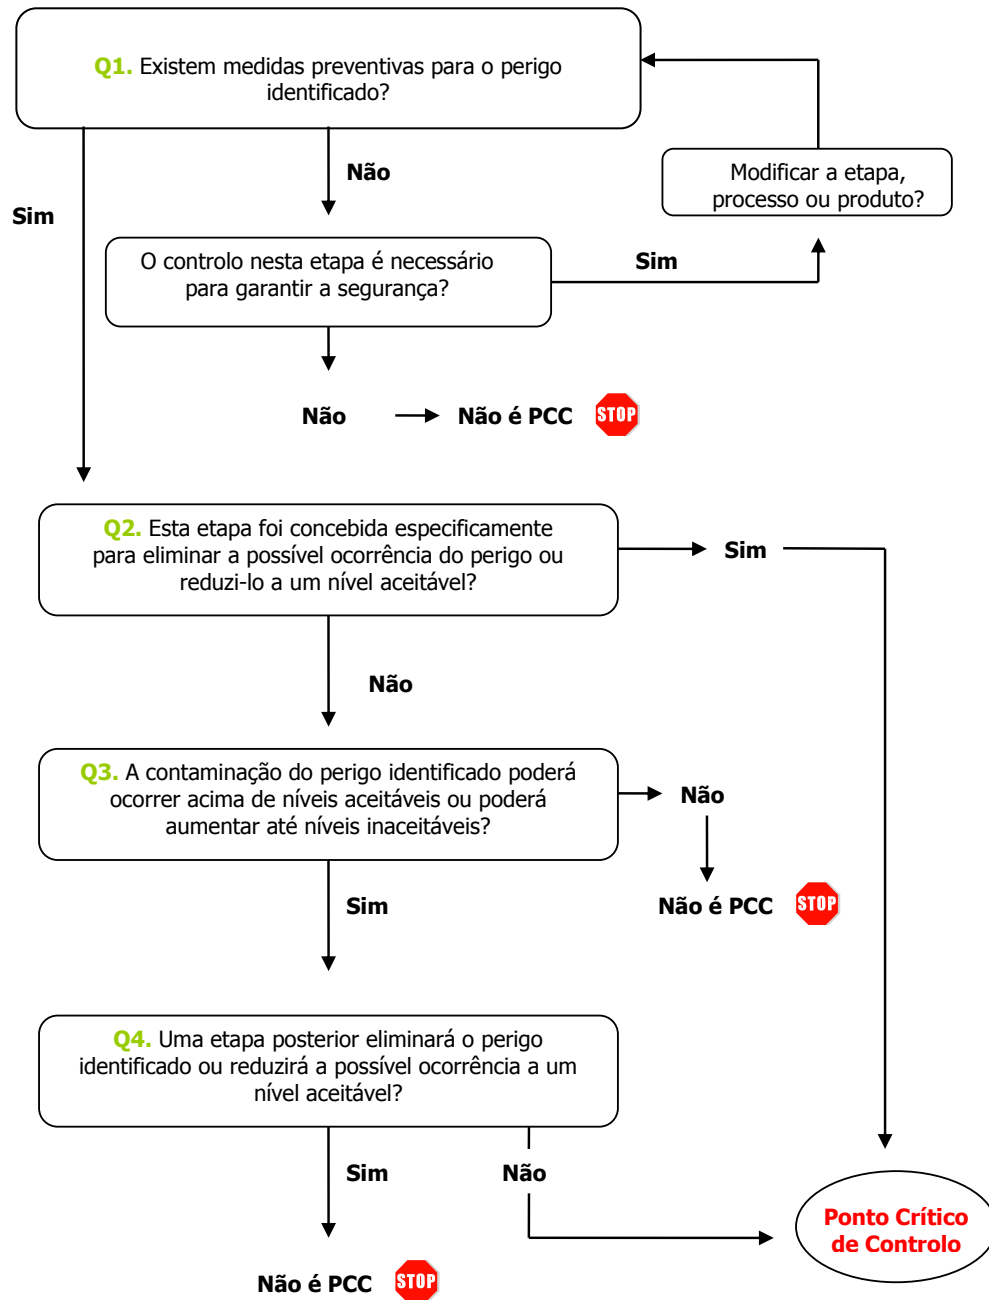 Q1. Existem medidas preventivas para o perigo
identificado?
Não
Sim
Modificar a etapa,
processo ou produto?
O controlo nesta etapa é necessário
para garantir a segurança?
Sim
Não
Não é PCC
STOP
Q2. Esta etapa foi concebida especificamente
para eliminar a possível ocorrência do perigo ou
reduzi-lo a um nível aceitável?
Sim
Não
Q3. A contaminação do perigo identificado poderá
ocorrer acima de níveis aceitáveis ou poderá
aumentar até níveis inaceitáveis?
Não
Sim
Não é PCC
STOP
Q4. Uma etapa posterior eliminará o perigo
identificado ou reduzirá a possível ocorrência a um
nível aceitável?
Sim
Não
Ponto Crítico
de Controlo
Não é PCC
STOP